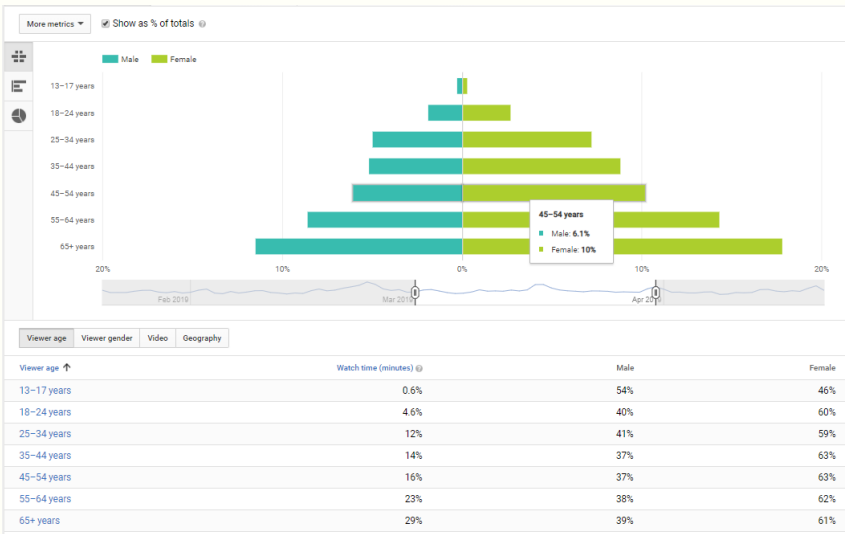 More metrics Show as % of totals
Male Female
13–17 years
18–24 years
25–34 years
35–44 years
45–54 years
55–64 years
65+ years
45–54 years
Male: 6.1%
Female: 10%
20% 10% 0% 10% 20%
Feb 2019 Mar 2019 Apr 2019
Viewer age Viewer gender Video Geography
Viewer age Watch time (minutes) Male Female
13–17 years 0.6% 54% 46%
18–24 years 4.6% 40% 60%
25–34 years 12% 41% 59%
35–44 years 14% 37% 63%
45–54 years 16% 37% 63%
55–64 years 23% 38% 62%
65+ years 29% 39% 61%